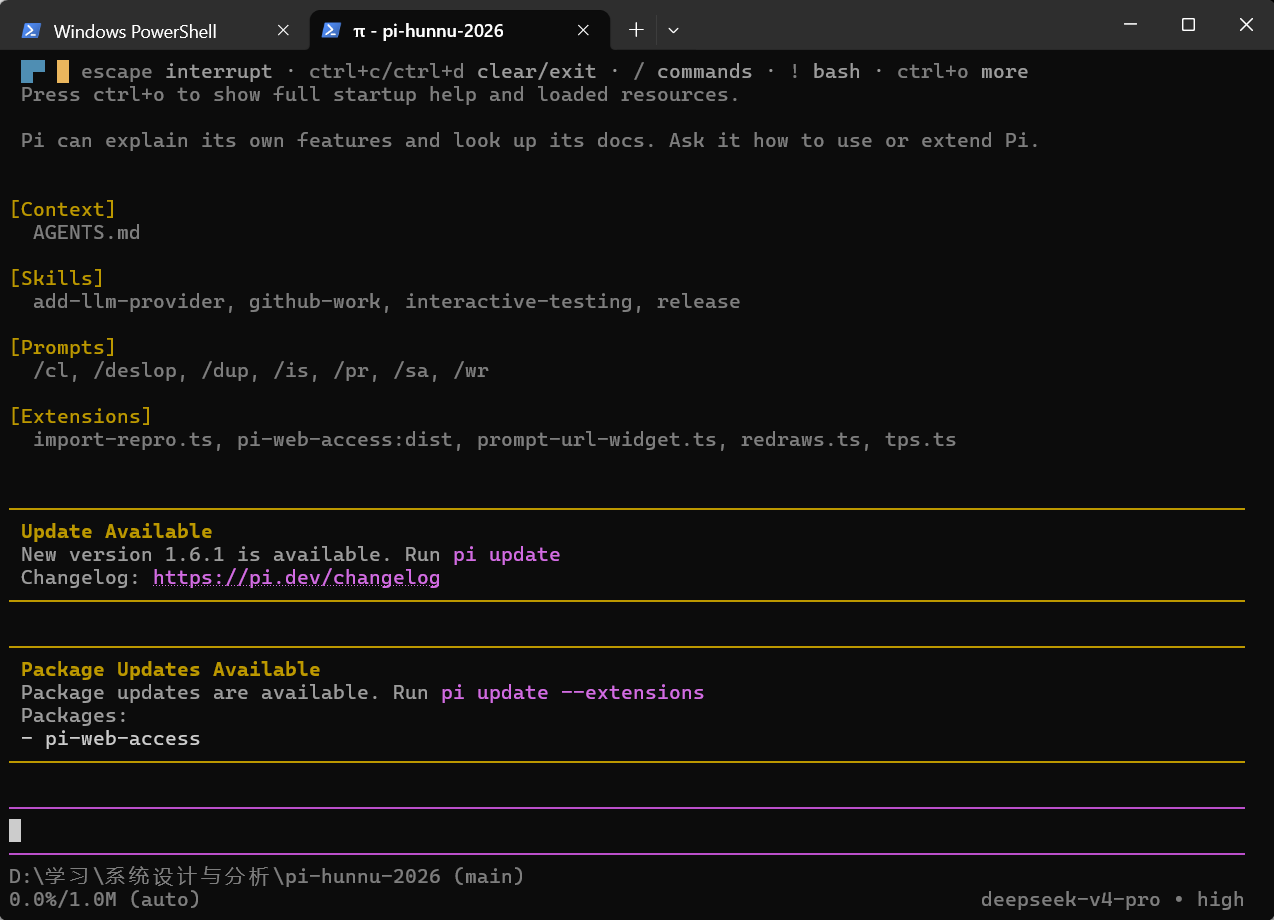 Windows PowerShell
π - pi-hunnu-2026
escape interrupt · ctrl+c/ctrl+d clear/exit · / commands · ! bash · ctrl+o more
Press ctrl+o to show full startup help and loaded resources.
Pi can explain its own features and look up its docs. Ask it how to use or extend Pi.
[Context]
AGENTS.md
[Skills]
add-llm-provider, github-work, interactive-testing, release
[Prompts]
/cl, /deslop, /dup, /is, /pr, /sa, /wr
[Extensions]
import-repro.ts, pi-web-access:dist, prompt-url-widget.ts, redraws.ts, tps.ts
Update Available
New version 1.6.1 is available. Run pi update
Changelog: https://pi.dev/changelog
Package Updates Available
Package updates are available. Run pi update --extensions
Packages:
- pi-web-access
D:\学习\系统设计与分析\pi-hunnu-2026 (main)
0.0%/1.0M (auto) deepseek-v4-pro • high